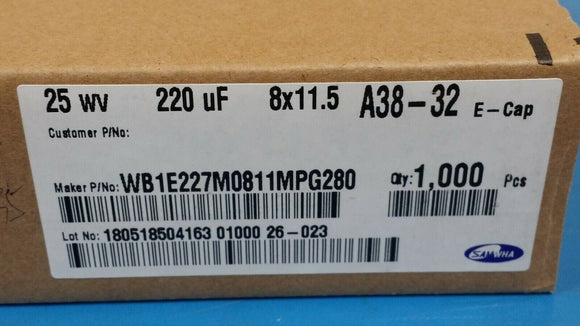 25 WV 220 uF 8x11.5 A38-32 E-Cap
Customer P/No:
Maker P/No: WB1E227M0811MPG280 Qty: 1,000 Pcs
Lot No: 180518504163 01000 26-023
SAMWHA